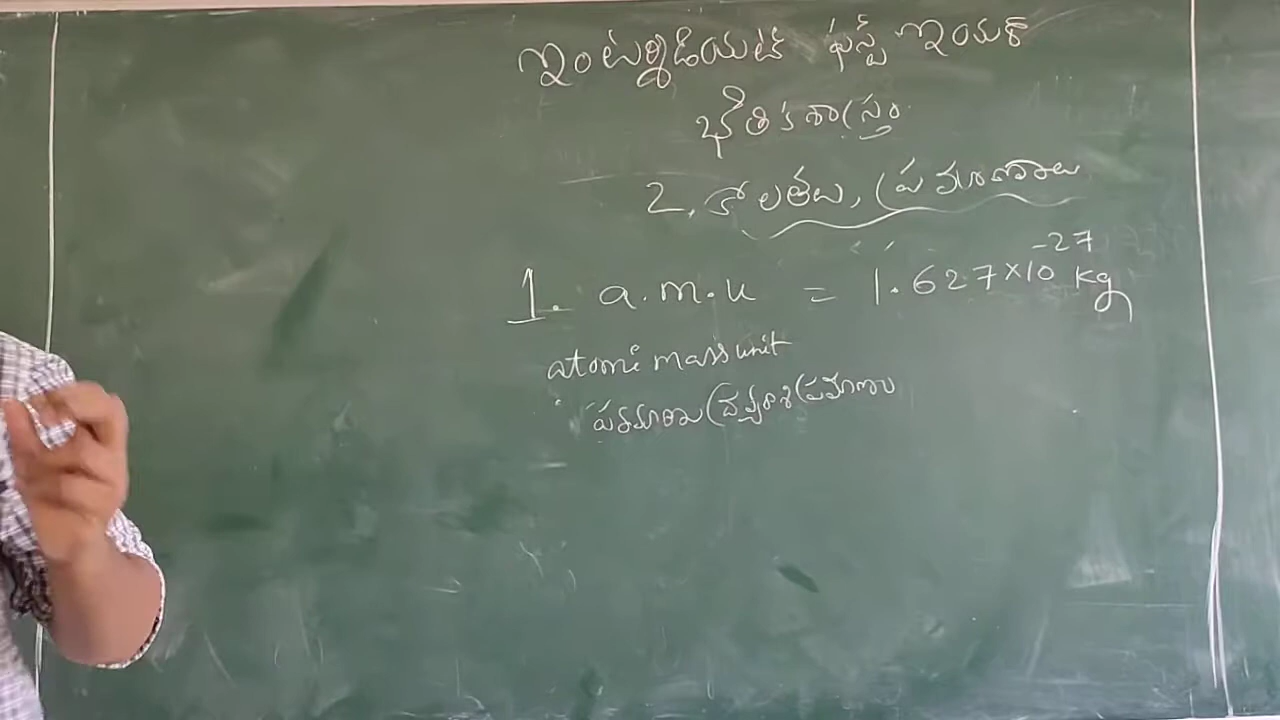 ఇంటర్మిడియట్ ఫస్ట్ ఇయర్
భౌతికశాస్త్రం
2. కోలతలు, ప్రమాణాలు
1. a.m.u = 1.627×10⁻²⁷ kg
atomic mass unit
పరమాణు ద్రవ్యరాశి ప్రమాణం